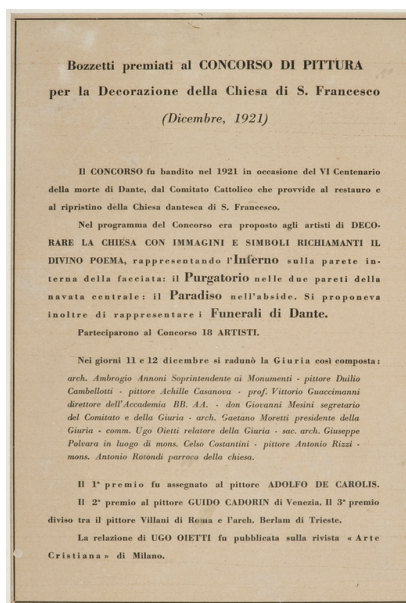 Bozzetti premiati al CONCORSO DI PITTURA
per la Decorazione della Chiesa di S. Francesco
(Dicembre, 1921)
Il CONCORSO fu bandito nel 1921 in occasione del VI Centenario
della morte di Dante, dal Comitato Cattolico che provvide al restauro e
al ripristino della Chiesa dantesca di S. Francesco.
Nel programma del Concorso era proposto agli artisti di DECO-
RARE LA CHIESA CON IMMAGINI E SIMBOLI RICHIAMANTI IL
DIVINO POEMA, rappresentando l'Inferno sulla parete in-
terna della facciata: il Purgatorio nelle due pareti della
navata centrale: il Paradiso nell'abside. Si proponeva
inoltre di rappresentare i Funerali di Dante.
Parteciparono al Concorso 18 ARTISTI.
Nei giorni 11 e 12 dicembre si radunò la Giuria così composta:
arch. Ambrogio Annoni Soprintendente ai Monumenti - pittore Duilio
Cambellotti - pittore Achille Casanova - prof. Vittorio Guaccimanni
direttore dell'Accademia BB. AA. - don Giovanni Mesini segretario
del Comitato e della Giuria - arch. Gaetano Moretti presidente della
Giuria - comm. Ugo Oietti relatore della Giuria - sac. arch. Giuseppe
Polvara in luogo di mons. Celso Costantini - pittore Antonio Rizzi -
mons. Antonio Rotondi parroco della chiesa.
Il 1° premio fu assegnato al pittore ADOLFO DE CAROLIS.
Il 2° premio al pittore GUIDO CADORIN di Venezia. Il 3° premio
diviso tra il pittore Villani di Roma e l'arch. Berlam di Trieste.
La relazione di UGO OIETTI fu pubblicata sulla rivista « Arte
Cristiana » di Milano.